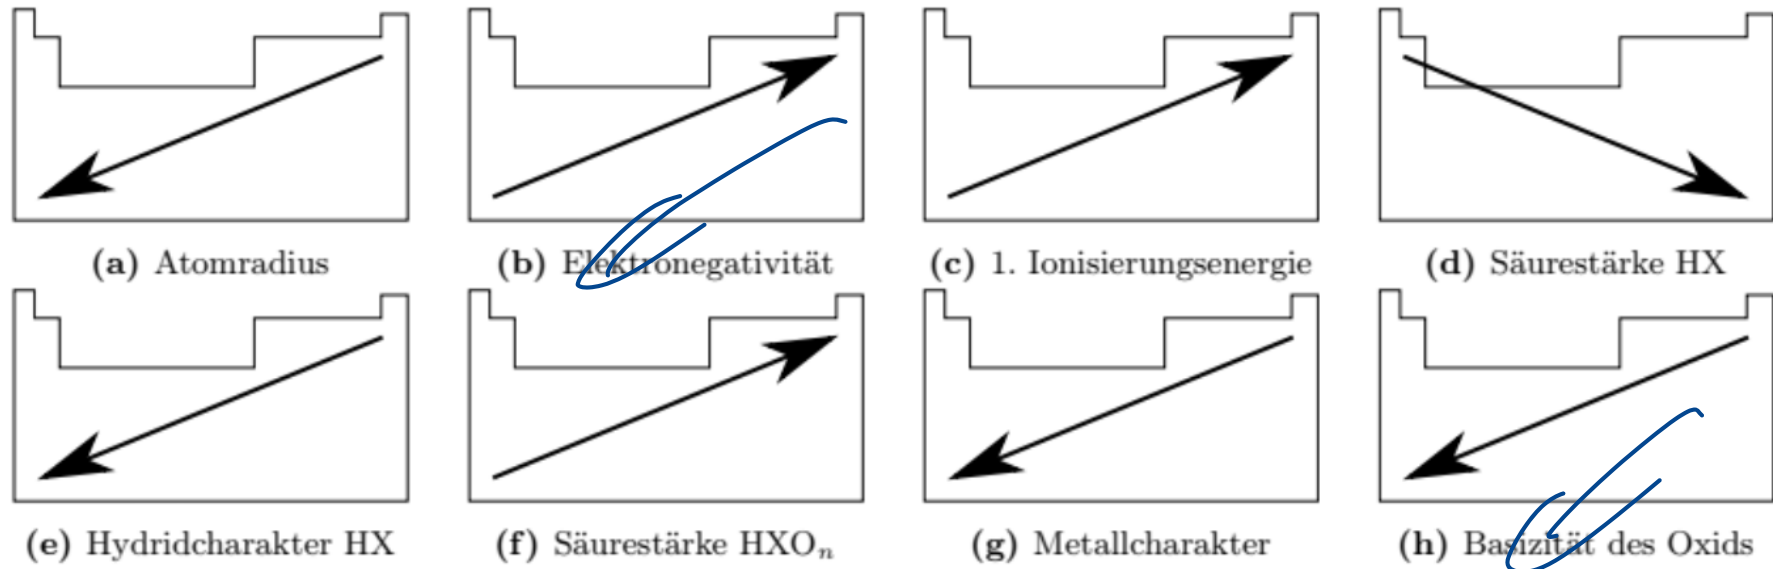 (a) Atomradius
(b) Elektronegativität
(c) 1. Ionisierungsenergie
(d) Säurestärke HX
(e) Hydridcharakter HX
(f) Säurestärke HXOₙ
(g) Metallcharakter
(h) Basizität des Oxids